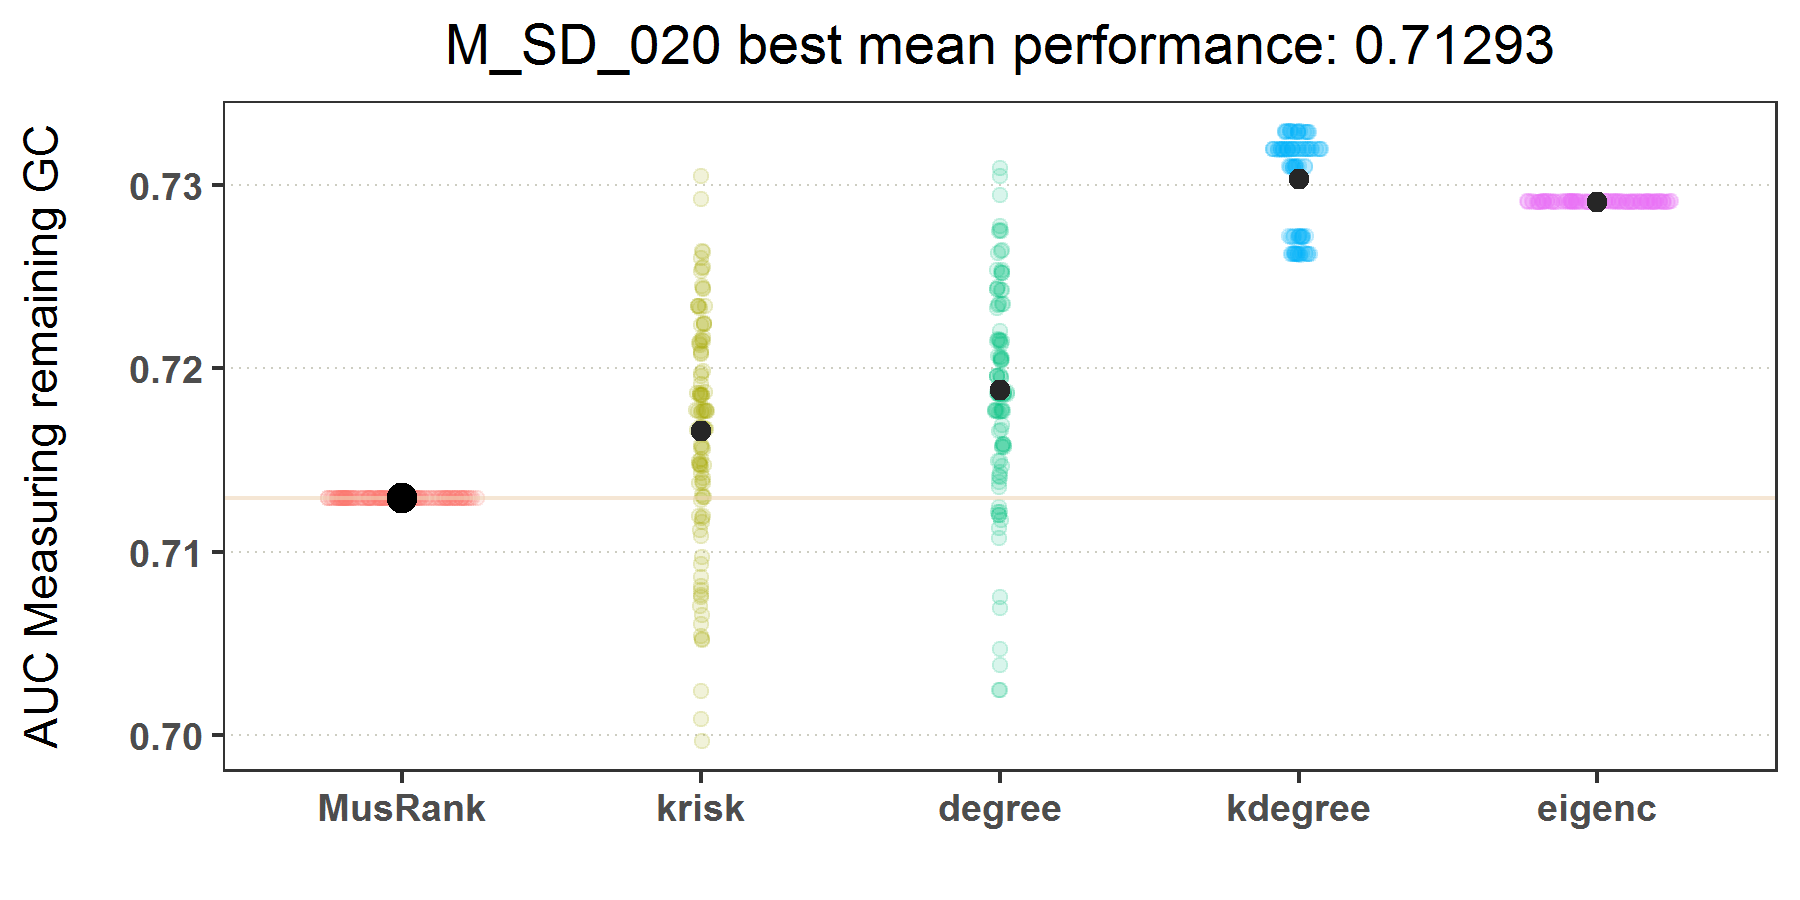 M_SD_020 best mean performance: 0.71293
AUC Measuring remaining GC
0.73
0.72
0.71
0.70
MusRank krisk degree kdegree eigenc